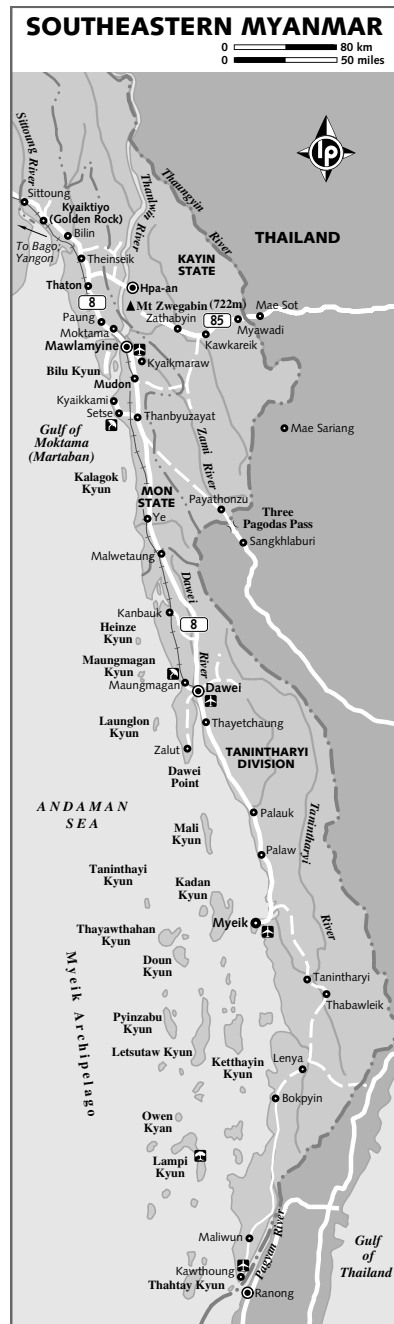 SOUTHEASTERN MYANMAR
0 80 km
0 50 miles
lp
Sittoung River
Sittoung
Kyaiktiyo
(Golden Rock)
Bilin
To Bago;
Yangon
Theinseik
Thanlwin River
Thaungyin River
THAILAND
KAYIN
STATE
Hpa-an
Thaton
8
Mt Zwegabin (722m)
Paung
Zathabyin
85
Mae Sot
Myawadi
Moktama
Kawkareik
Mawlamyine
Kyaikmaraw
Bilu Kyun
Mudon
Kyaikkami
Setse
Thanbyuzayat
Gulf of
Moktama
(Martaban)
Mae Sariang
Zami River
Kalagok
Kyun
MON
STATE
Payathonzu
Three
Pagodas Pass
Ye
Sangkhlaburi
Malwetaung
Dawei River
Kanbauk
Heinze
Kyun
8
Maungmagan
Kyun
Maungmagan
Dawei
Launglon
Kyun
Thayetchaung
Zalut
TANINTHARYI
DIVISION
Dawei
Point
ANDAMAN
SEA
Palauk
Mali
Kyun
Tanintharyi River
Palaw
Taninthayi
Kyun
Kadan
Kyun
Myeik
Thayawthahan
Kyun
Doun
Kyun
Myeik Archipelago
Tanintharyi
Thabawleik
Pyinzabu
Kyun
Letsutaw Kyun
Ketthayin
Kyun
Lenya
Bokpyin
Owen
Kyan
Lampi
Kyun
Maliwun
Pagyan River
Gulf
of
Thailand
Kawthoung
Thahtay Kyun
Ranong